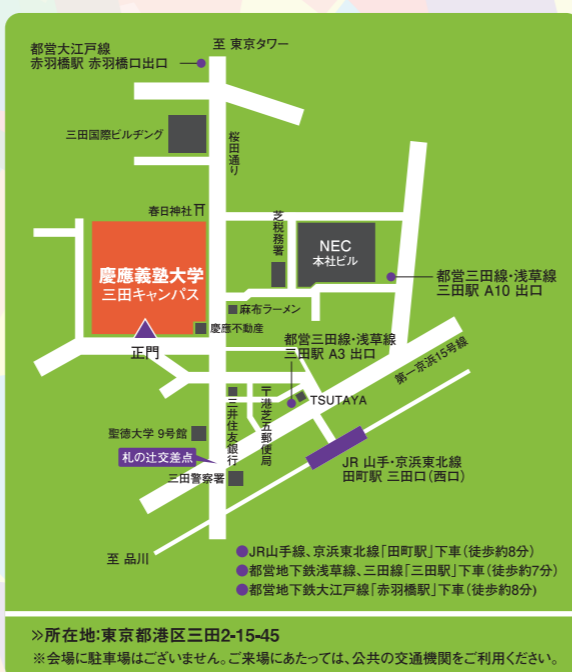 至 東京タワー
都営大江戸線
赤羽橋駅 赤羽橋口出口
三田国際ビルヂング
桜田通り
春日神社
芝税務署
NEC
本社ビル
慶應義塾大学
三田キャンパス
都営三田線・浅草線
三田駅 A10 出口
麻布ラーメン
慶應不動産
正門
都営三田線・浅草線
三田駅 A3 出口
第一京浜15号線
TSUTAYA
三井住友銀行
〒港芝五郵便局
聖徳大学 9号館
札の辻交差点
三田警察署
JR 山手・京浜東北線
田町駅 三田口(西口)
至 品川
●JR山手線、京浜東北線「田町駅」下車(徒歩約8分)
●都営地下鉄浅草線、三田線「三田駅」下車(徒歩約7分)
●都営地下鉄大江戸線「赤羽橋駅」下車(徒歩約8分)
≫所在地:東京都港区三田2-15-45
※会場に駐車場はございません。ご来場にあたっては、公共の交通機関をご利用ください。